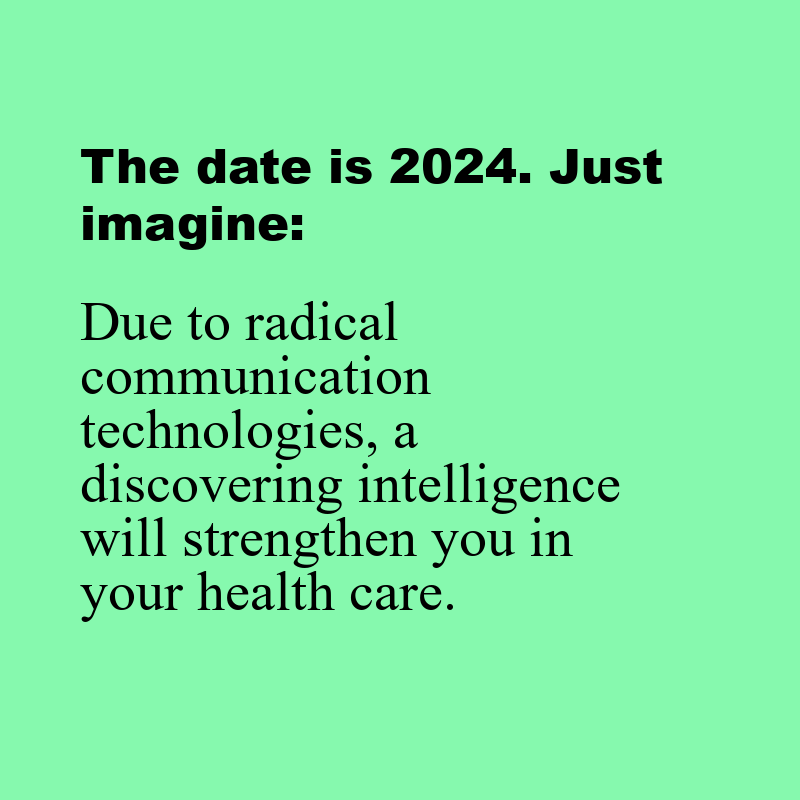 The date is 2024. Just
imagine:
Due to radical
communication
technologies, a
discovering intelligence
will strengthen you in
your health care.